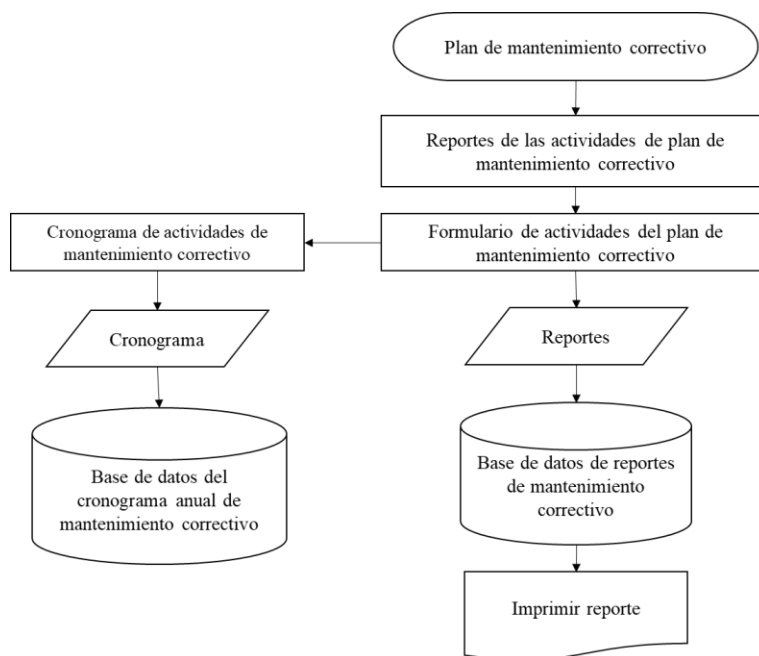 Plan de mantenimiento correctivo
Reportes de las actividades de plan de
mantenimiento correctivo
Cronograma de actividades de
mantenimiento correctivo
Formulario de actividades del plan de
mantenimiento correctivo
Cronograma
Reportes
Base de datos del
cronograma anual de
mantenimiento correctivo
Base de datos de reportes
de mantenimiento
correctivo
Imprimir reporte